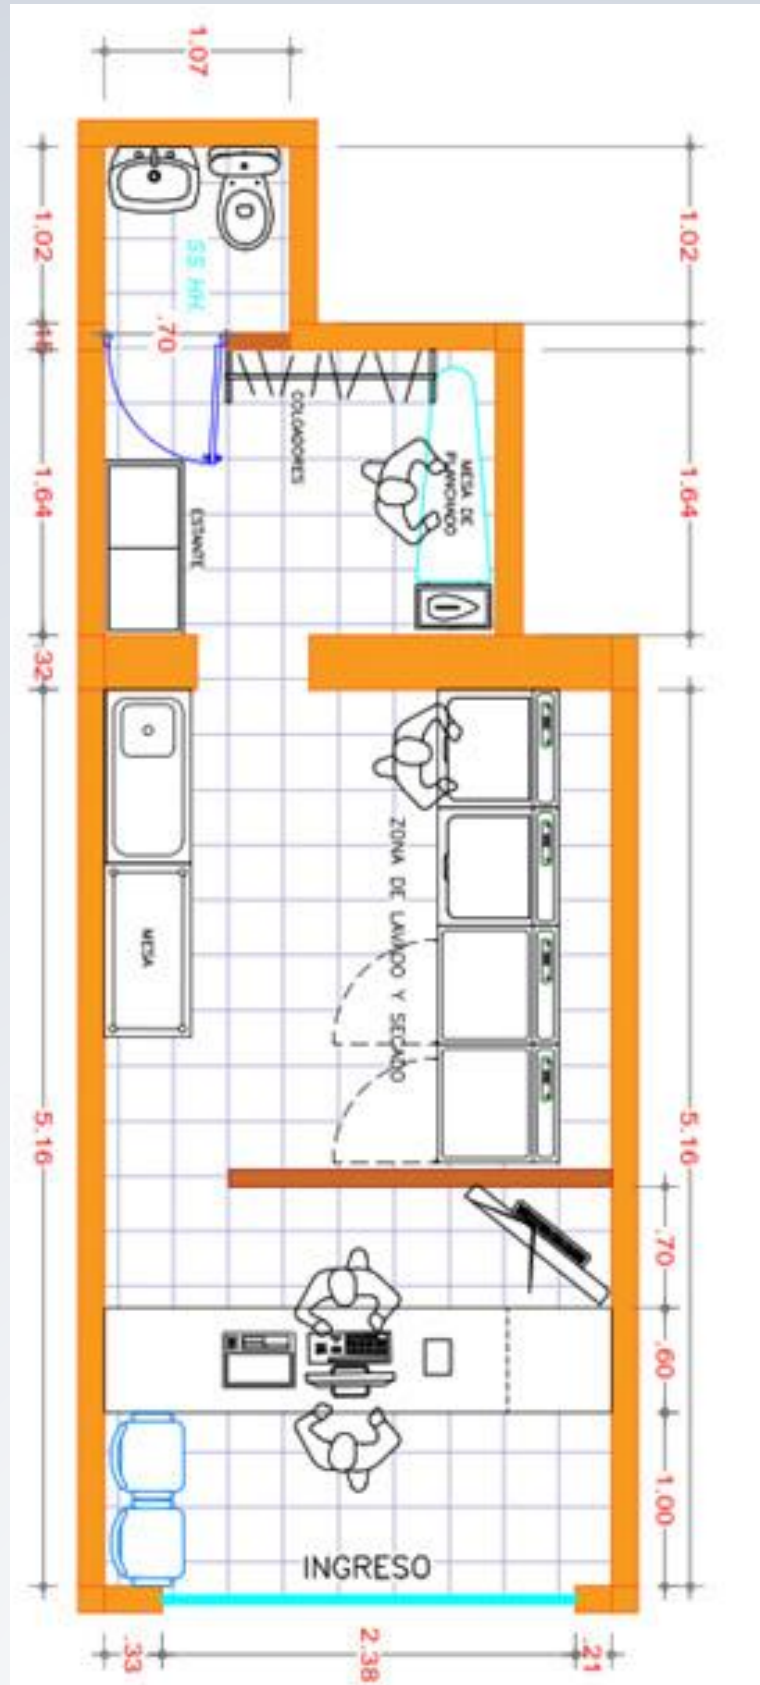 1.07
1.02
1.02
SS HH
.70
.15
COLGADORES
MESA DE
PLANCHADO
1.64
1.64
ESTANTE
.32
ZONA DE LAVADO Y SECADO
MESA
5.16
5.16
.70
.60
1.00
INGRESO
.33
2.38
.21